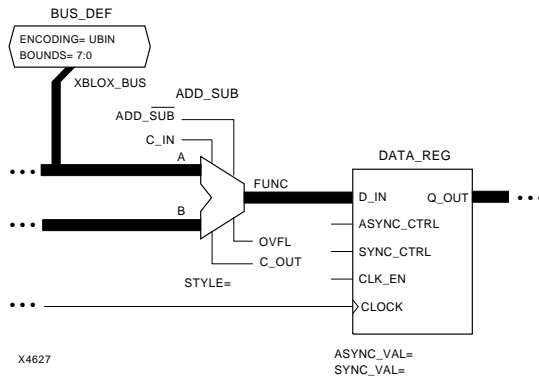 BUS_DEF
ENCODING= UBIN
BOUNDS= 7:0
XBLOX_BUS
ADD_SUB
ADD_SUB
C_IN
A
FUNC
B
OVFL
C_OUT
STYLE=
DATA_REG
D_IN
Q_OUT
ASYNC_CTRL
SYNC_CTRL
CLK_EN
CLOCK
ASYNC_VAL=
SYNC_VAL=
X4627